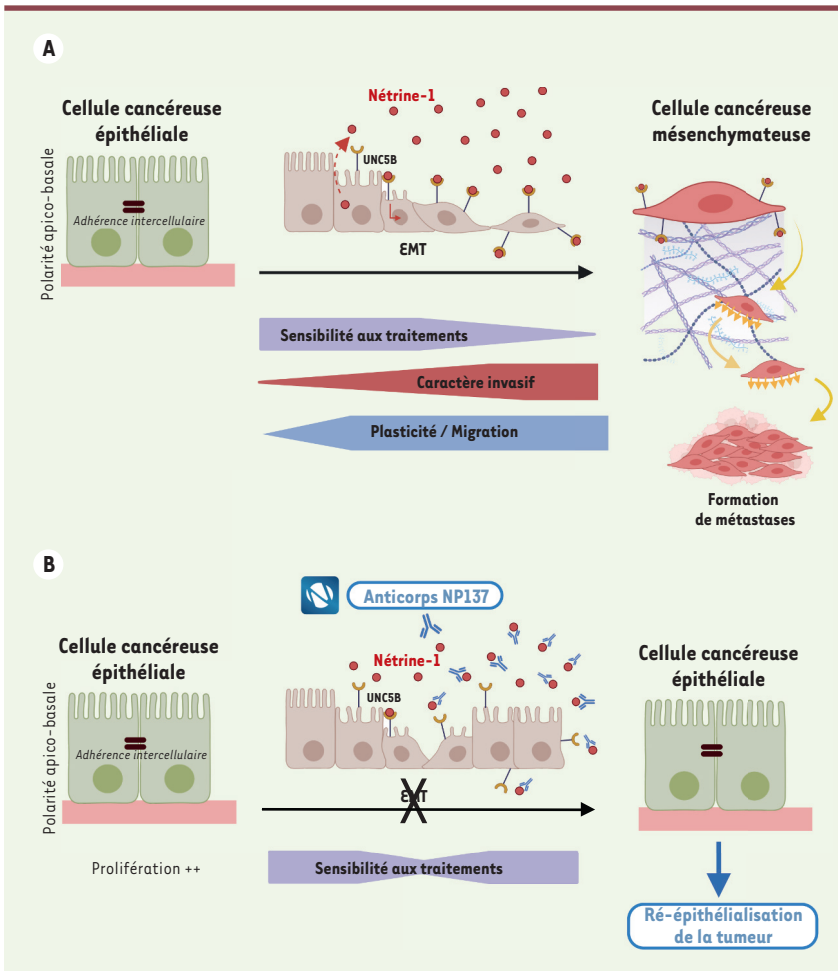 A
Cellule cancéreuse
épithéliale
Polarité apico-basale
Adhérence intercellulaire
Nétrine-1
UNC5B
EMT
Cellule cancéreuse
mésenchymateuse
Sensibilité aux traitements
Caractère invasif
Plasticité / Migration
Formation
de métastases
B
Anticorps NP137
Cellule cancéreuse
épithéliale
Polarité apico-basale
Adhérence intercellulaire
Nétrine-1
UNC5B
EMT
Cellule cancéreuse
épithéliale
Prolifération ++
Sensibilité aux traitements
Ré-épithélialisation
de la tumeur